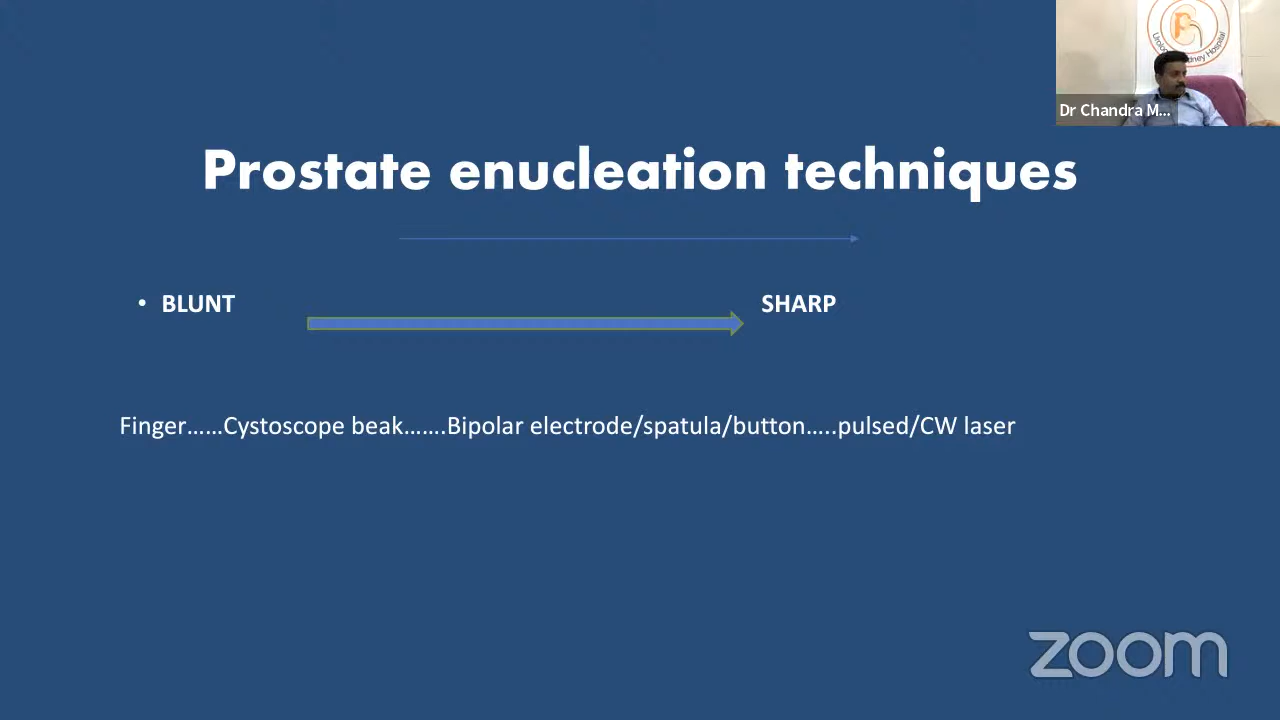 Dr Chandra M...
Prostate enucleation techniques
• BLUNT SHARP
Finger……Cystoscope beak…….Bipolar electrode/spatula/button…..pulsed/CW laser
zoom